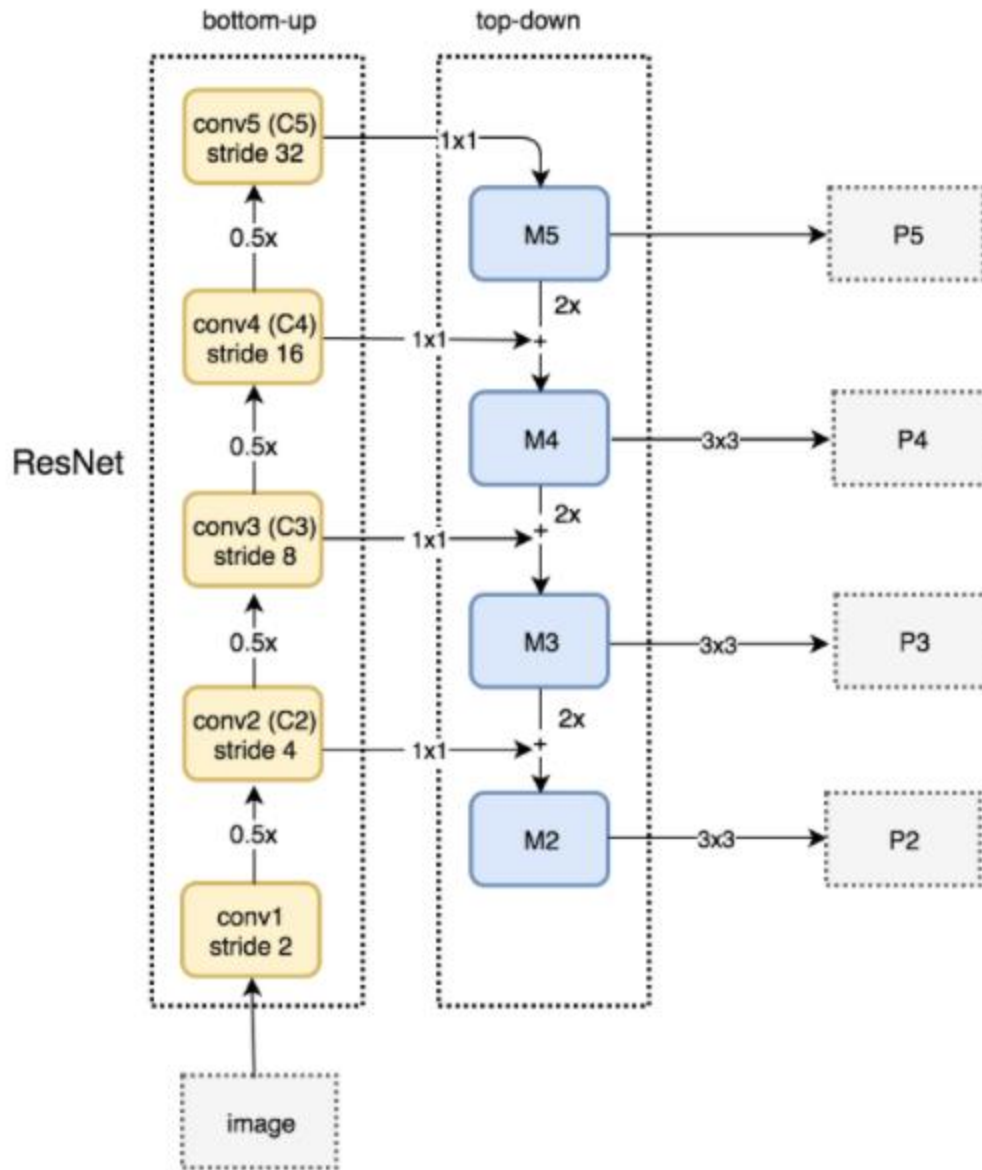 bottom-up
top-down
conv5 (C5)
stride 32
1x1
M5
P5
0.5x
2x
conv4 (C4)
stride 16
1x1
+
M4
3x3
P4
0.5x
ResNet
2x
conv3 (C3)
stride 8
1x1
+
M3
3x3
P3
0.5x
2x
conv2 (C2)
stride 4
1x1
+
M2
3x3
P2
0.5x
conv1
stride 2
image